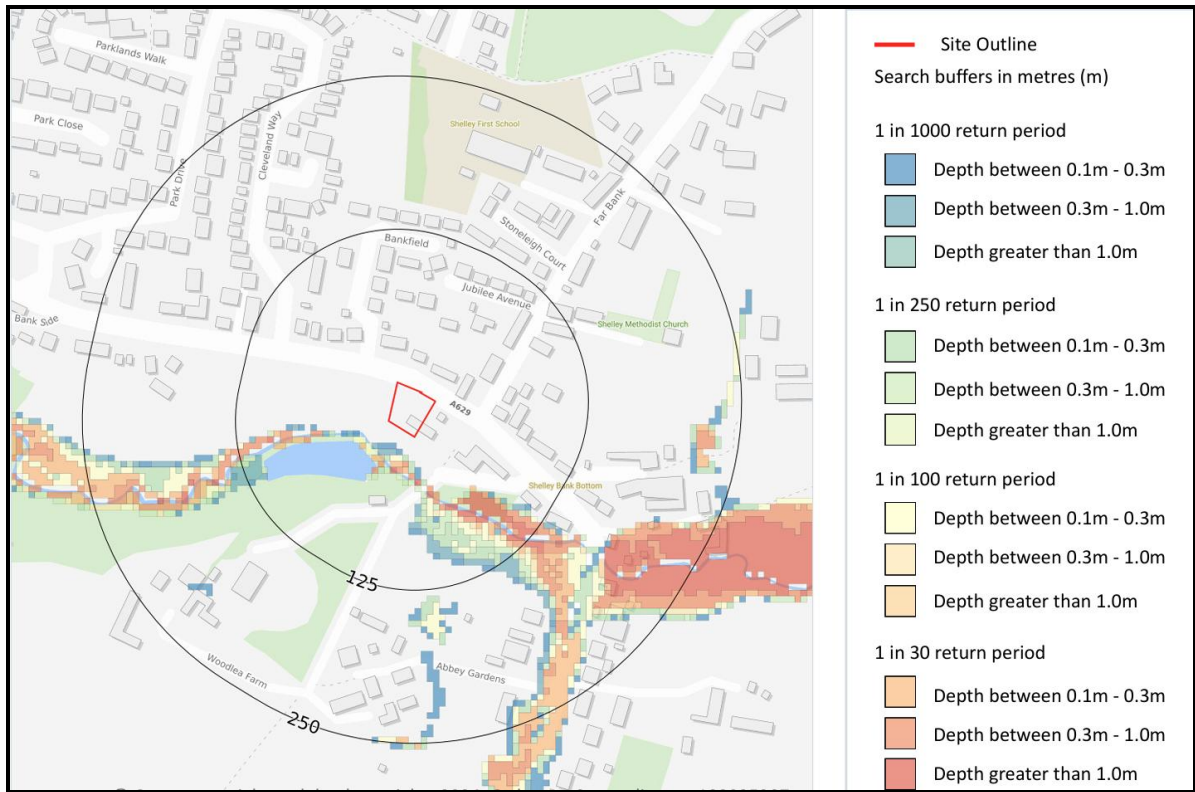 Parklands Walk
Park Close
Park Drive
Cleveland Way
Shelley First School
Far Bank
Stoneleigh Court
Bankfield
Jubilee Avenue
Shelley Methodist Church
Bank Side
A629
Shelley Bank Bottom
125
Abbey Gardens
Woodlea Farm
250
Site Outline
Search buffers in metres (m)
1 in 1000 return period
Depth between 0.1m - 0.3m
Depth between 0.3m - 1.0m
Depth greater than 1.0m
1 in 250 return period
Depth between 0.1m - 0.3m
Depth between 0.3m - 1.0m
Depth greater than 1.0m
1 in 100 return period
Depth between 0.1m - 0.3m
Depth between 0.3m - 1.0m
Depth greater than 1.0m
1 in 30 return period
Depth between 0.1m - 0.3m
Depth between 0.3m - 1.0m
Depth greater than 1.0m